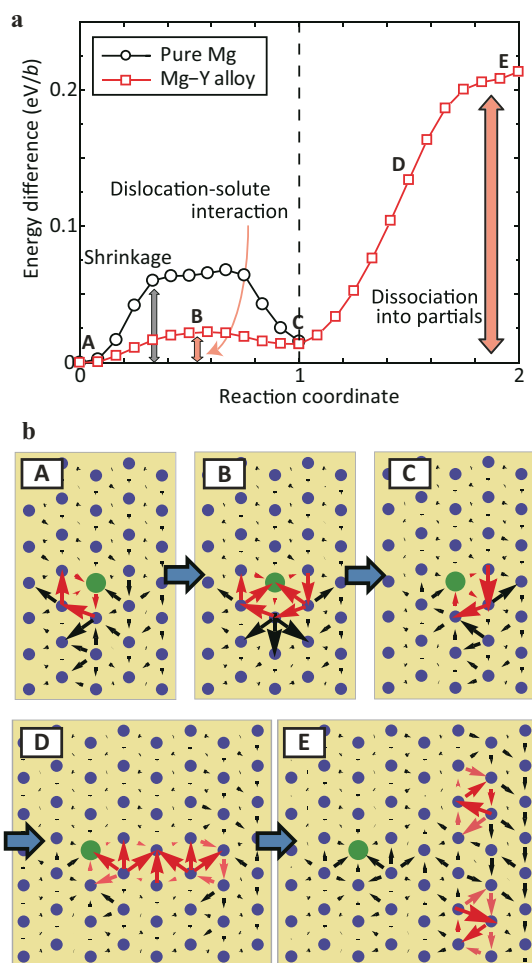 a
Pure Mg
Mg–Y alloy
Energy difference (eV/b)
0.2
0.1
0
Dislocation-solute
interaction
Shrinkage
A
B
C
D
E
Dissociation
into partials
0
1
2
Reaction coordinate
b
A
B
C
D
E